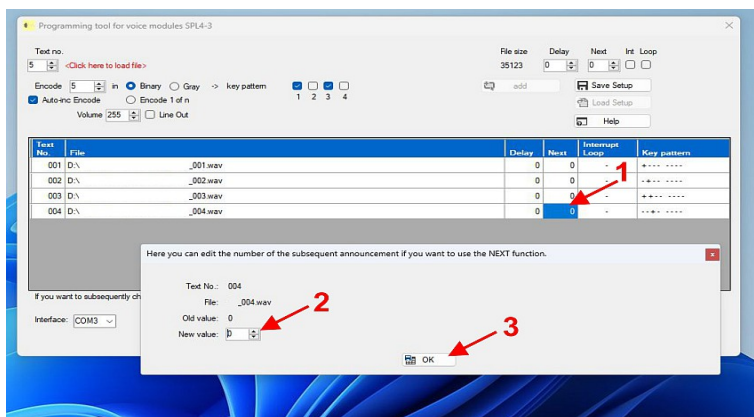 Programming tool for voice modules SPL4-3
Text no. File size Delay Next Int Loop
5 <Click here to load file> 35123 0 0
Encode 5 in Binary Gray -> key pattern add Save Setup
Auto-inc Encode Encode 1 of n 1 2 3 4 Load Setup
Volume 255 Line Out Help
Text No. File Delay Next Interrupt Loop Key pattern
001 D:\ _001.wav 0 0 - +--- ----
002 D:\ _002.wav 0 0 - -+-- ----
003 D:\ _003.wav 0 0 - ++-- ----
004 D:\ _004.wav 0 0 - --+- ----
1
Here you can edit the number of the subsequent announcement if you want to use the NEXT function. x
If you want to subsequently ch
Text No.: 004
File: _004.wav
Interface: COM3
Old value: 0
New value: 0
2
OK
3